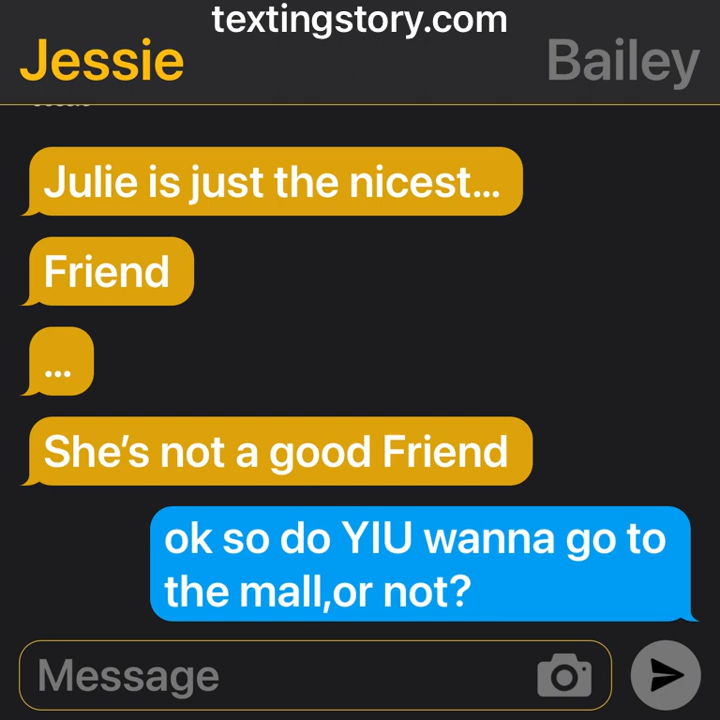 textingstory.com
Jessie
Bailey
Julie is just the nicest...
Friend
...
She's not a good Friend
ok so do YIU wanna go to
the mall,or not?
Message